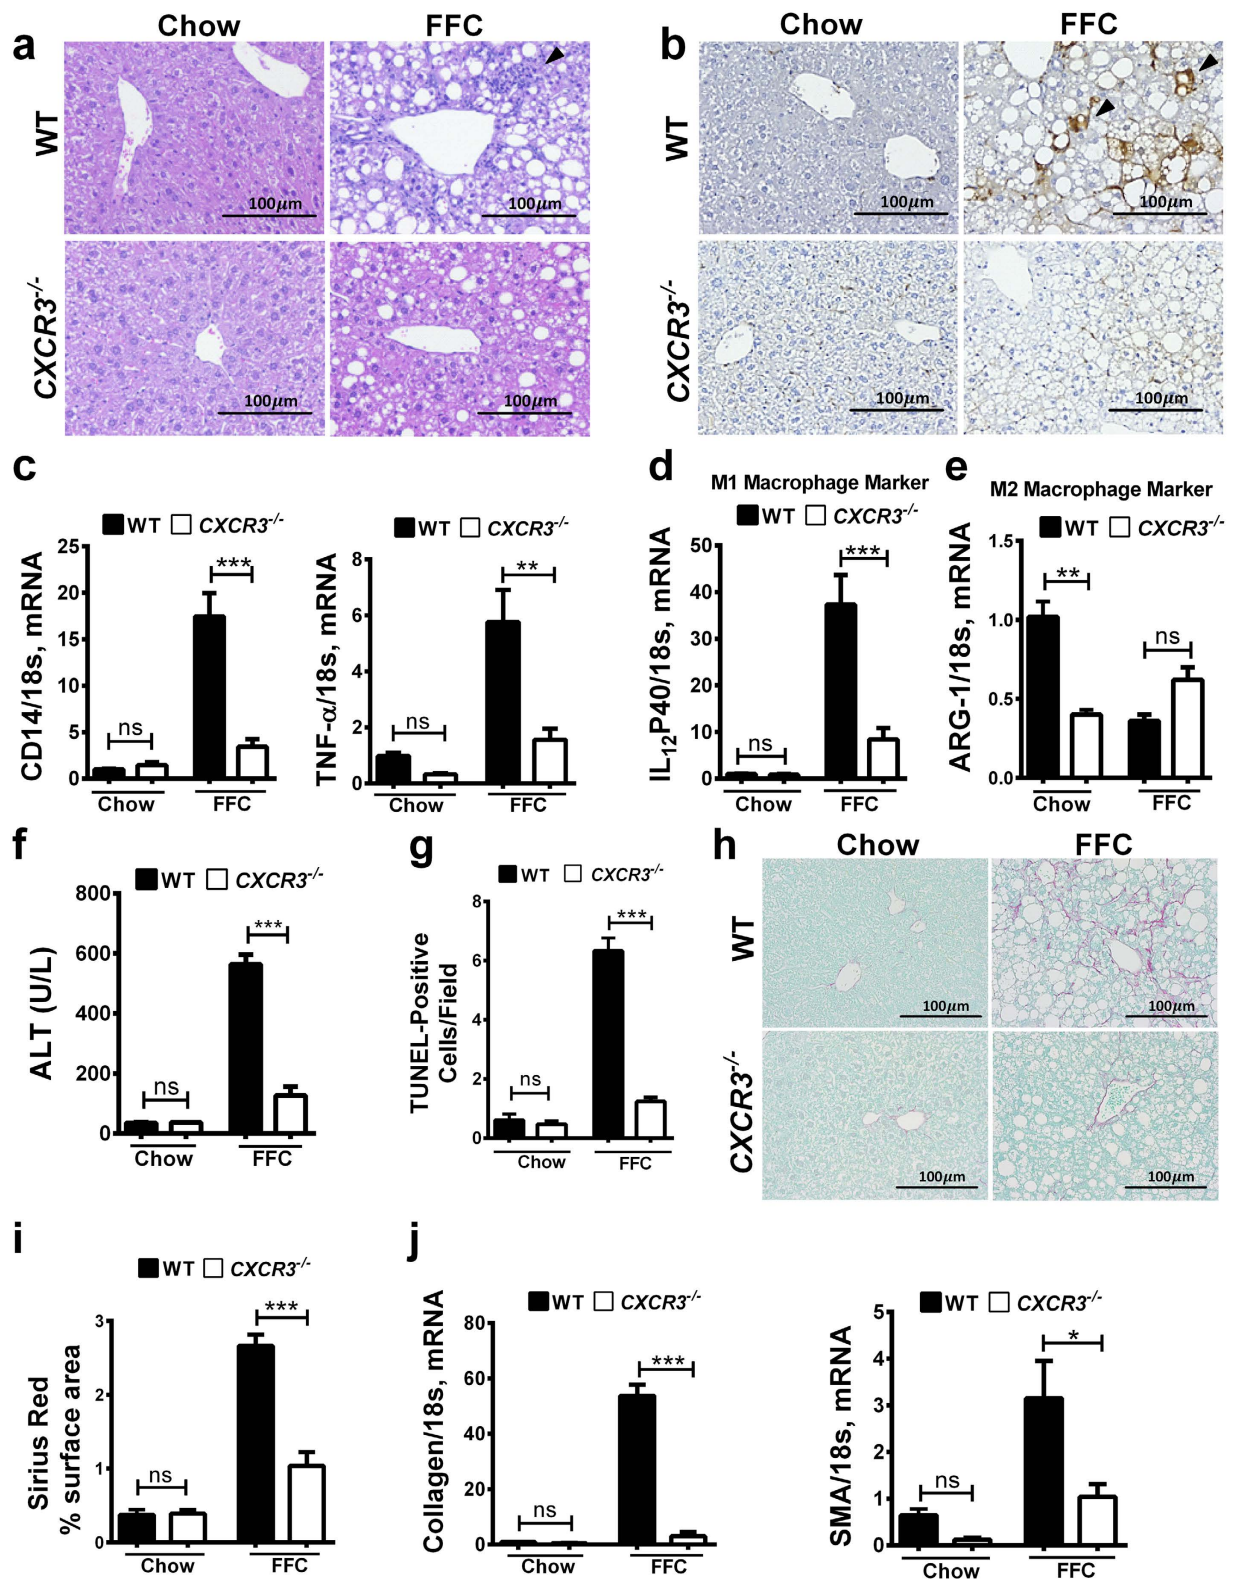 a
Chow
FFC
WT
CXCR3-/-
100μm
100μm
100μm
100μm
b
Chow
FFC
WT
CXCR3-/-
100μm
100μm
100μm
100μm
c
WT CXCR3-/-
CD14/18s, mRNA
25
20
15
10
5
0
ns
***
Chow
FFC
WT CXCR3-/-
TNF-α/18s, mRNA
8
6
4
2
0
ns
**
Chow
FFC
d
M1 Macrophage Marker
WT CXCR3-/-
IL12P40/18s, mRNA
50
40
30
20
10
0
ns
***
Chow
FFC
e
M2 Macrophage Marker
WT CXCR3-/-
ARG-1/18s, mRNA
1.5
1.0
0.5
0.0
**
ns
Chow
FFC
f
WT CXCR3-/-
ALT (U/L)
800
600
400
200
0
ns
***
Chow
FFC
g
WT CXCR3-/-
TUNEL-Positive
Cells/Field
8
6
4
2
0
ns
***
Chow
FFC
h
Chow
FFC
WT
CXCR3-/-
100μm
100μm
100μm
100μm
i
WT CXCR3-/-
Sirius Red
% surface area
3
2
1
0
ns
***
Chow
FFC
j
WT CXCR3-/-
Collagen/18s, mRNA
80
60
40
20
0
ns
***
Chow
FFC
WT CXCR3-/-
SMA/18s, mRNA
5
4
3
2
1
0
ns
*
Chow
FFC